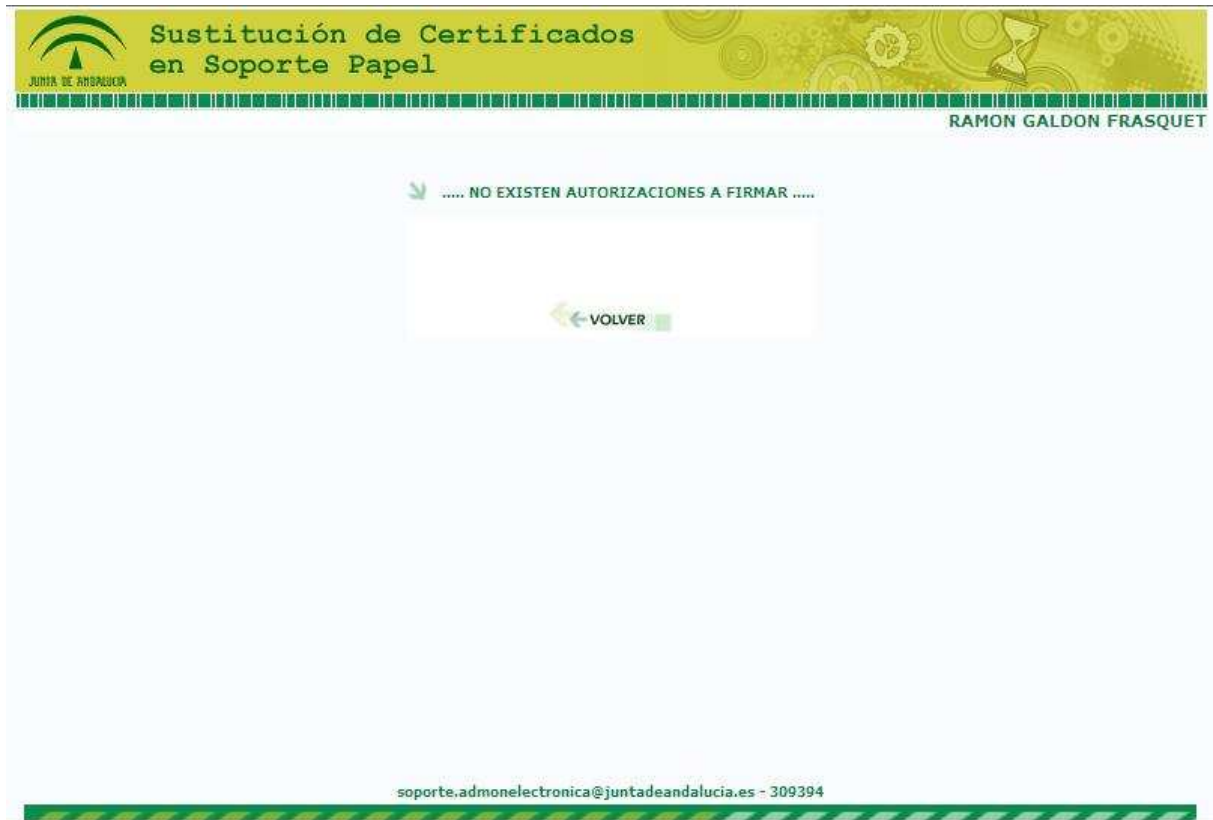 Sustitución de Certificados
en Soporte Papel
JUNTA DE ANDALUCIA
RAMON GALDON FRASQUET
..... NO EXISTEN AUTORIZACIONES A FIRMAR .....
VOLVER
soporte.admonelectronica@juntadeandalucia.es - 309394